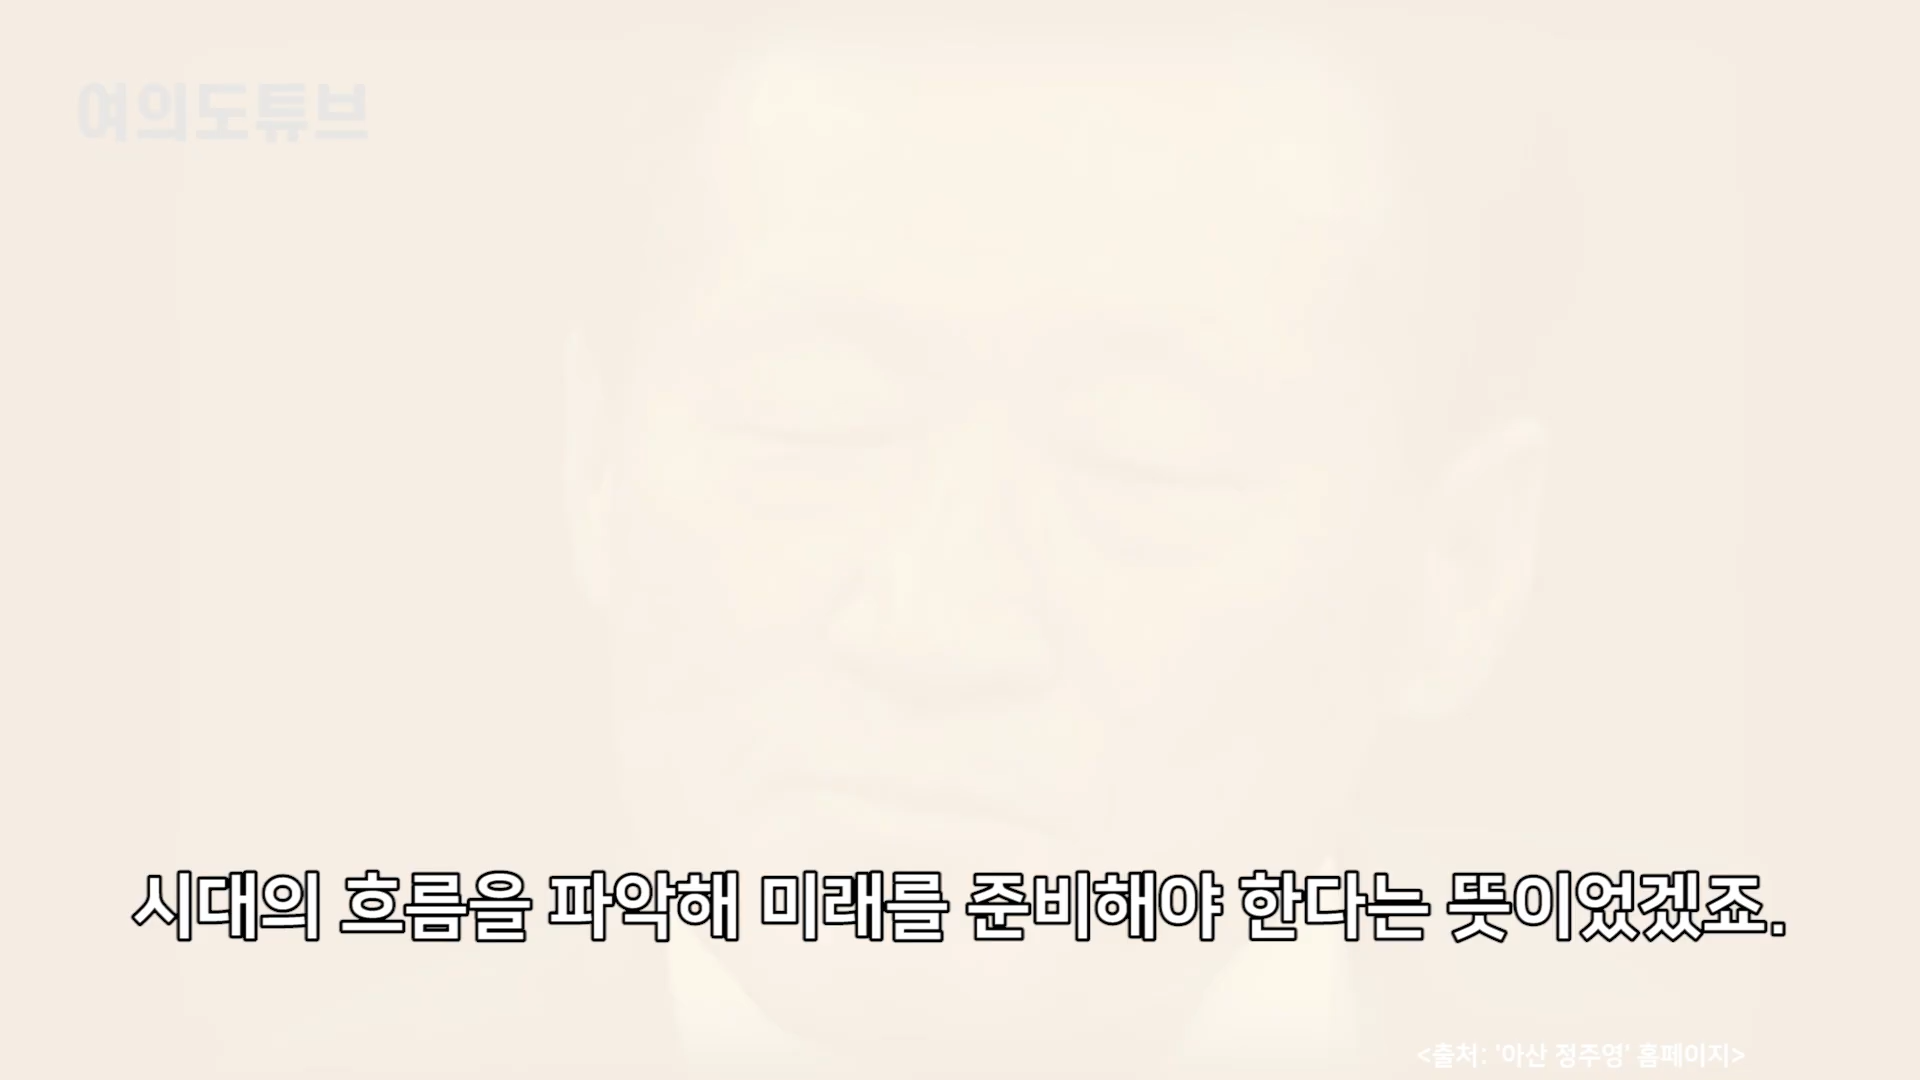 여의도튜브
시대의 흐름을 파악해 미래를 준비해야 한다는 뜻이었겠죠.
<출처: '아산 정주영' 홈페이지>